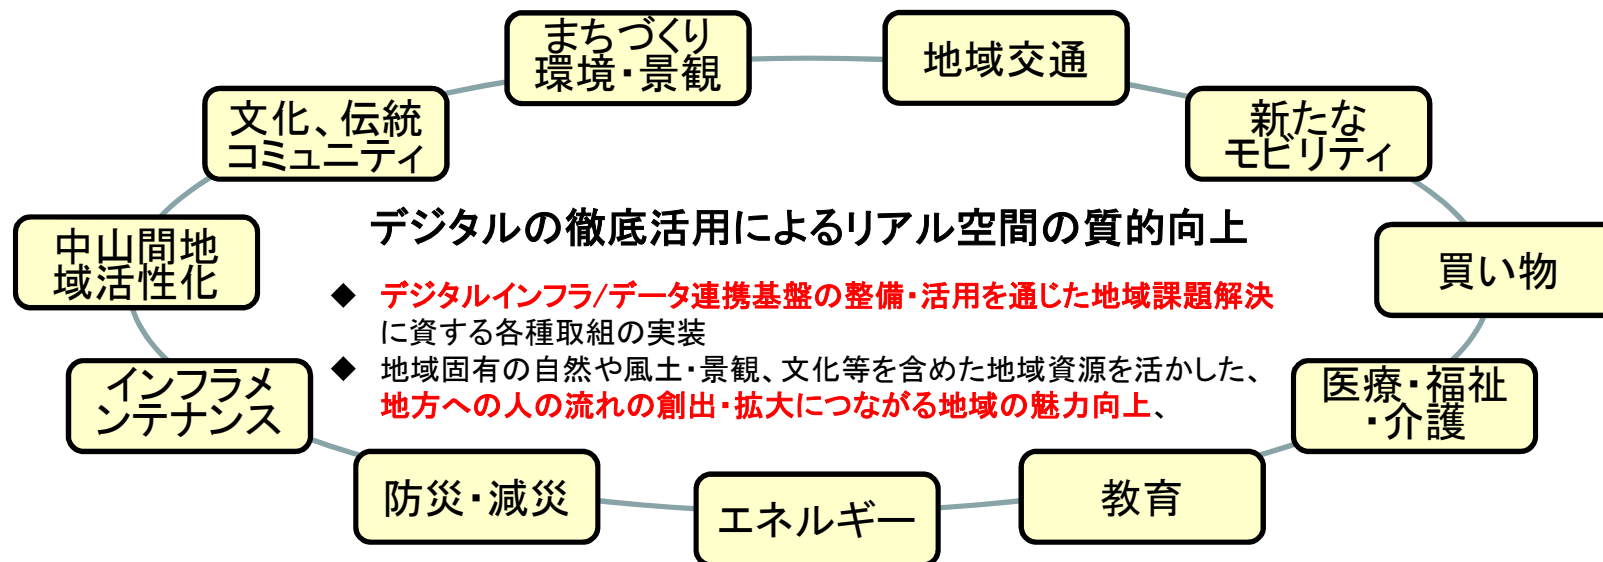 まちづくり
環境・景観
地域交通
文化、伝統
コミュニティ
新たな
モビリティ
中山間地
域活性化
デジタルの徹底活用によるリアル空間の質的向上
買い物
◆ デジタルインフラ/データ連携基盤の整備・活用を通じた地域課題解決
に資する各種取組の実装
◆ 地域固有の自然や風土・景観、文化等を含めた地域資源を活かした、
地方への人の流れの創出・拡大につながる地域の魅力向上、
インフラメ
ンテナンス
医療・福祉
・介護
防災・減災
エネルギー
教育